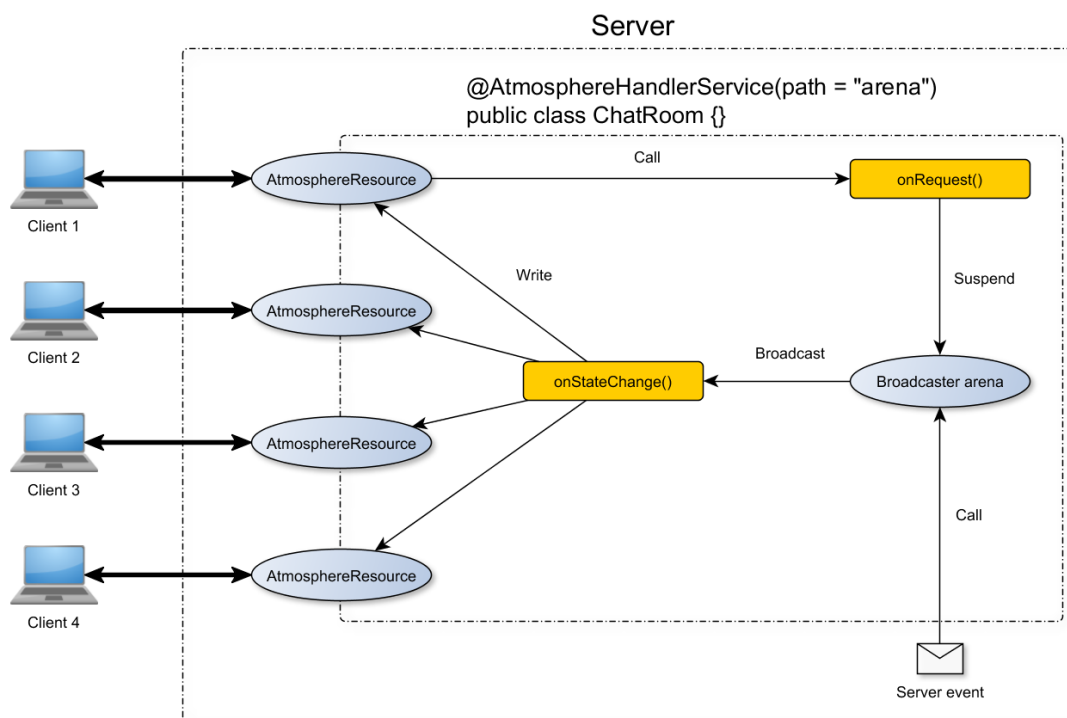 Server
@AtmosphereHandlerService(path = "arena")
public class ChatRoom {}
Call
AtmosphereResource
onRequest()
Client 1
Write
Suspend
AtmosphereResource
Client 2
Broadcast
onStateChange()
Broadcaster arena
AtmosphereResource
Client 3
Call
AtmosphereResource
Client 4
Server event